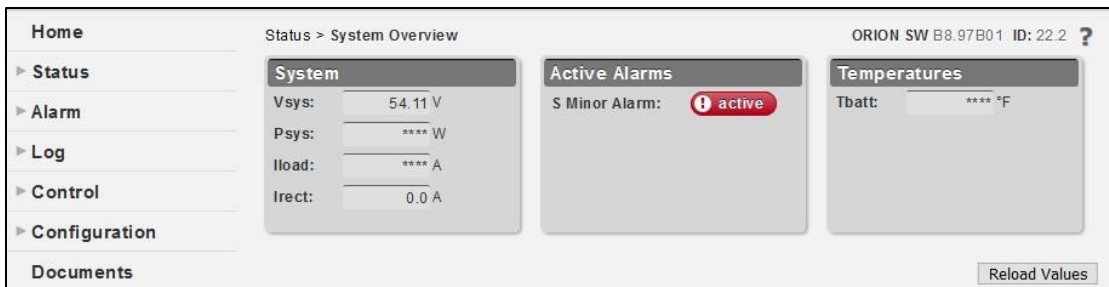 Home
Status
Alarm
Log
Control
Configuration
Documents
Status > System Overview
ORION SW B8.97B01 ID: 22.2 ?
System
Vsys: 54.11 V
Psys: **** W
Iload: **** A
Irect: 0.0 A
Active Alarms
S Minor Alarm: ! active
Temperatures
Tbatt: **** °F
Reload Values